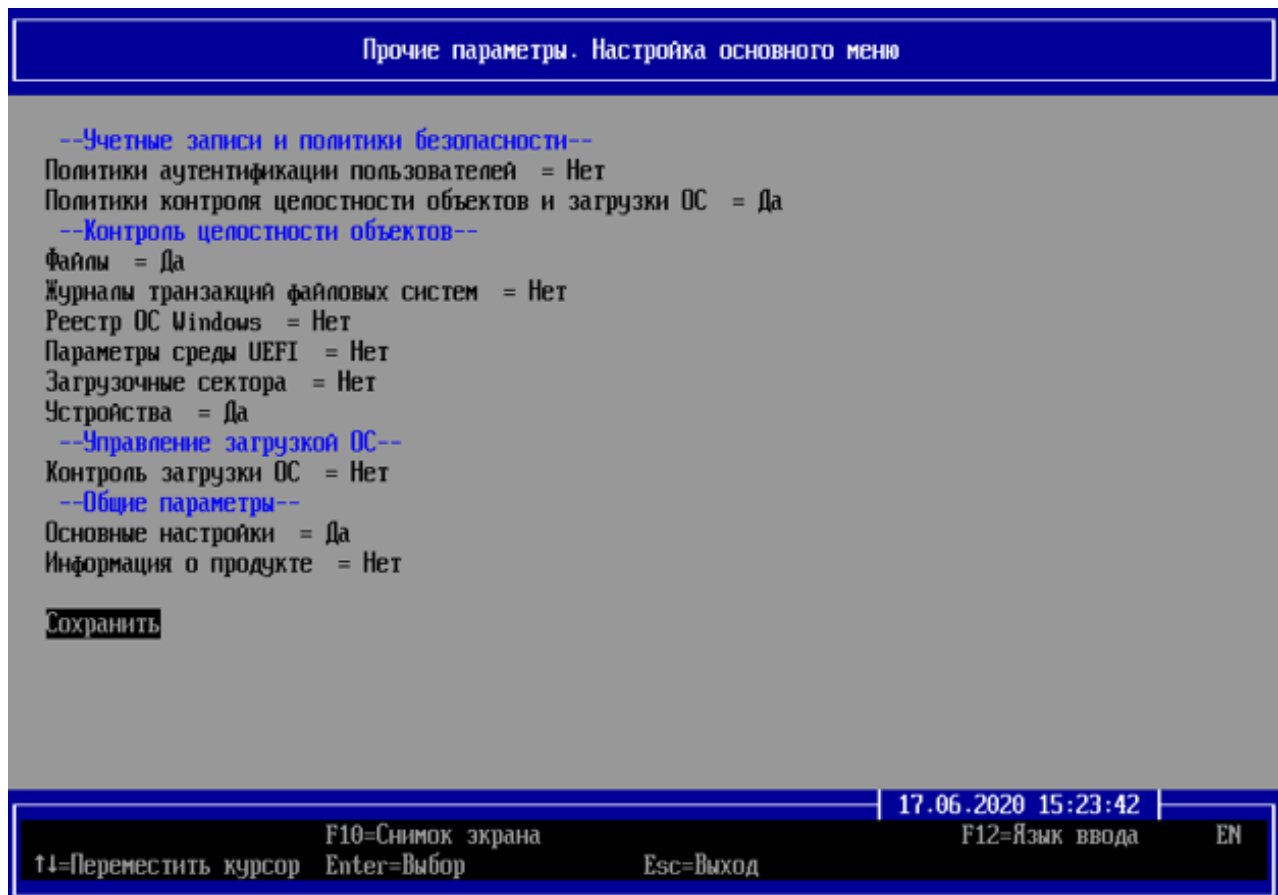 Прочие параметры. Настройка основного меню
--Учетные записи и политики безопасности--
Политики аутентификации пользователей = Нет
Политики контроля целостности объектов и загрузки ОС = Да
--Контроль целостности объектов--
Файлы = Да
Журналы транзакций файловых систем = Нет
Реестр ОС Windows = Нет
Параметры среды UEFI = Нет
Загрузочные сектора = Нет
Устройства = Да
--Управление загрузкой ОС--
Контроль загрузки ОС = Нет
--Общие параметры--
Основные настройки = Да
Информация о продукте = Нет
Сохранить
17.06.2020 15:23:42
F10=Снимок экрана F12=Язык ввода EN
↑↓=Переместить курсор Enter=Выбор Esc=Выход